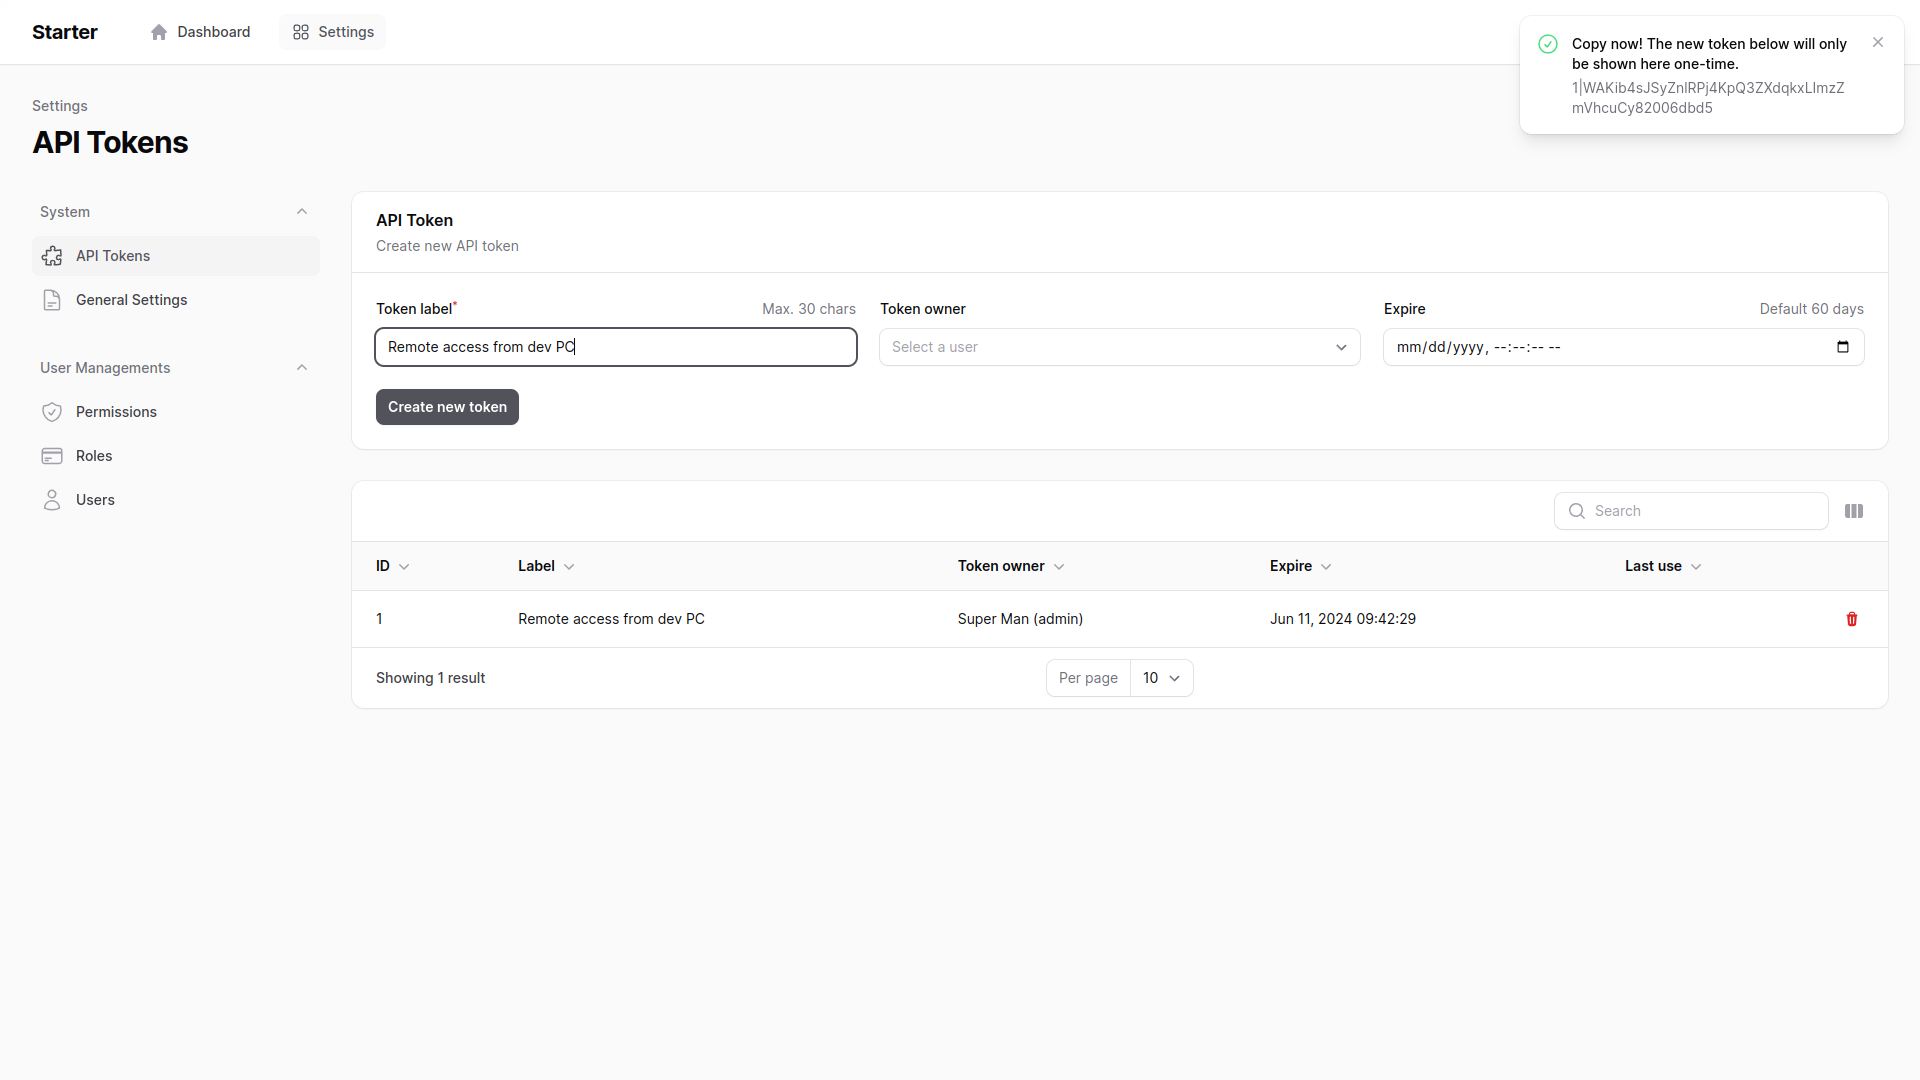 Starter
Dashboard
Settings
Copy now! The new token below will only
be shown here one-time.
1|WAKib4sJSyZnlRPj4KpQ3ZXdqkxLlmzZ
mVhcuCy82006dbd5
Settings
API Tokens
System
API Tokens
General Settings
User Managements
Permissions
Roles
Users
API Token
Create new API token
Token label* Max. 30 chars
Remote access from dev PC
Token owner
Select a user
Expire Default 60 days
mm/dd/yyyy, --:--:-- --
Create new token
Search
ID Label Token owner Expire Last use
1 Remote access from dev PC Super Man (admin) Jun 11, 2024 09:42:29
Showing 1 result
Per page 10